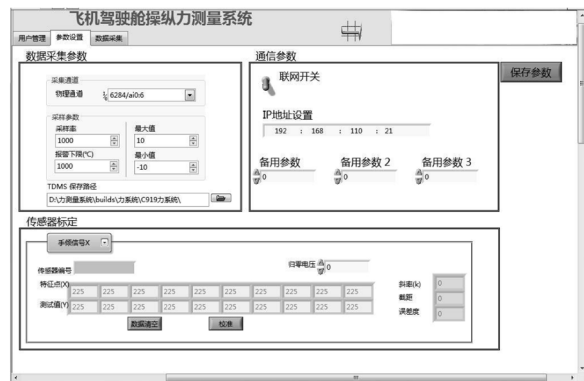 飞机驾驶舱操纵力测量系统
用户管理 参数设置 数据采集
数据采集参数
采集通道
物理通道 6284/ai0:6
采样参数
采样率 最大值
1000 10
报警下限(℃) 最小值
1000 -10
TDMS 保存路径
D:\力测量系统\builds\力系统\C919力系统\
通信参数
联网开关
IP地址设置
192 : 168 : 110 : 21
备用参数 备用参数 2 备用参数 3
0 0 0
保存参数
传感器标定
手频信号X
传感器编号 归零电压 0
特征点(X) 225 225 225 225 225 225 225 225 斜率(k) 0
测试值(Y) 225 225 225 225 225 225 225 225 截距 0
误差度 0
数据清空 校准